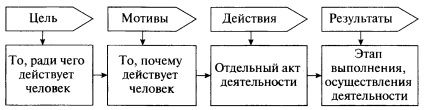 Цель
Мотивы
Действия
Результаты
То, ради чего
действует
человек
То, почему
действует
человек
Отдельный акт
деятельности
Этап
выполнения,
осуществления
деятельности